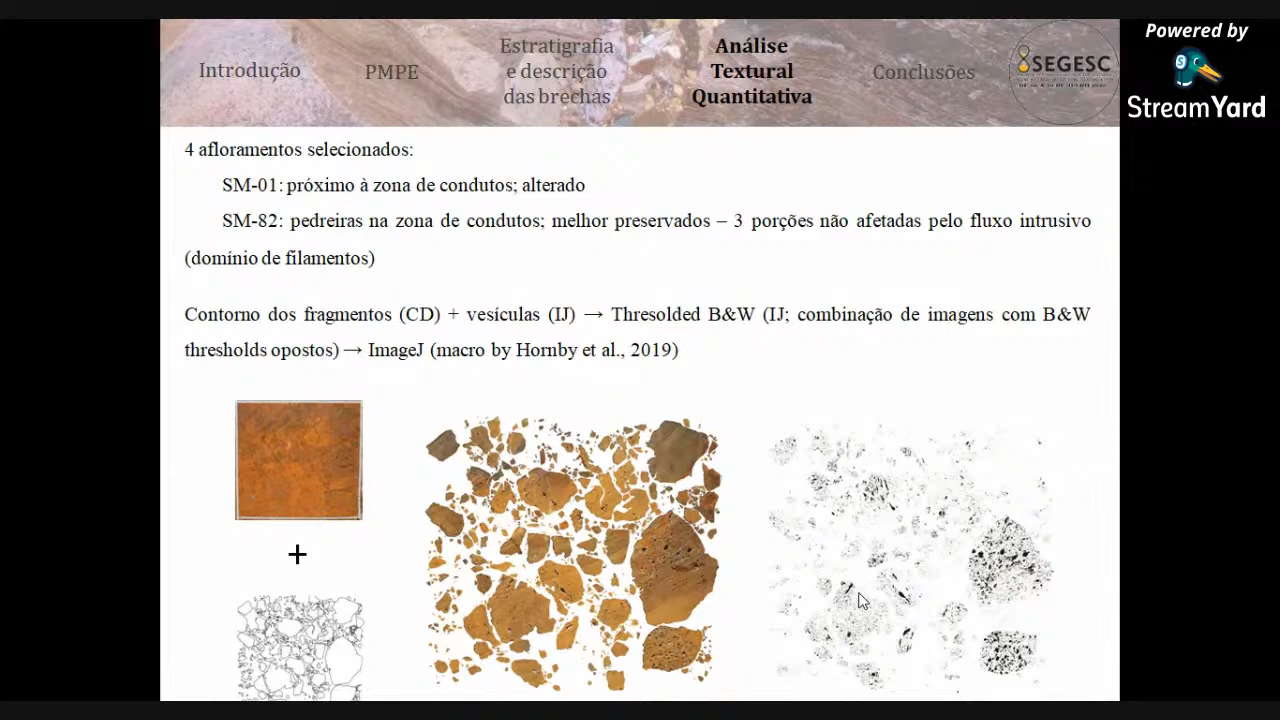 Powered by
StreamYard
Introdução
PMPE
Estratigrafia
e descrição
das brechas
Análise
Textural
Quantitativa
Conclusões
SEGESC
4 afloramentos selecionados:
SM-01: próximo à zona de condutos; alterado
SM-82: pedreiras na zona de condutos; melhor preservados – 3 porções não afetadas pelo fluxo intrusivo
(domínio de filamentos)
Contorno dos fragmentos (CD) + vesículas (IJ) → Thresolded B&W (IJ; combinação de imagens com B&W
thresholds opostos) → ImageJ (macro by Hornby et al., 2019)
+